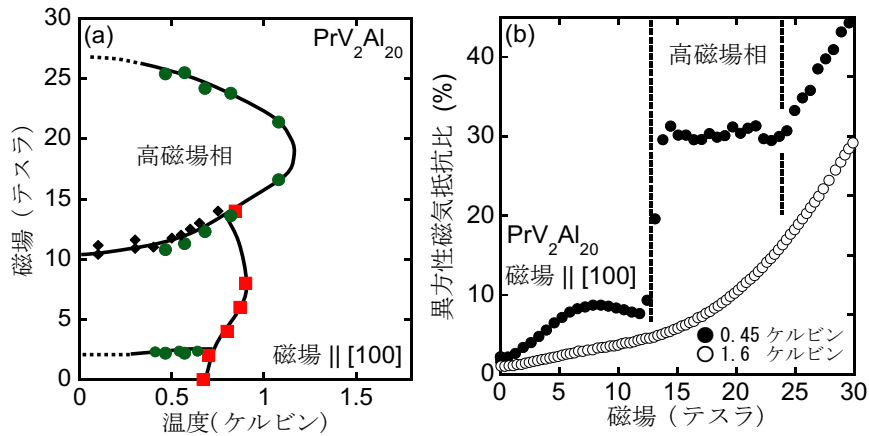 (a)
PrV2Al20
30
25
20
15
10
5
0
高磁場相
磁場 || [100]
磁場 (テスラ)
0
0.5
1
1.5
温度(ケルビン)
(b)
高磁場相
40
30
20
10
0
異方性磁気抵抗比 (%)
PrV2Al20
磁場 || [100]
● 0.45 ケルビン
○ 1.6 ケルビン
0
5
10
15
20
25
30
磁場 (テスラ)